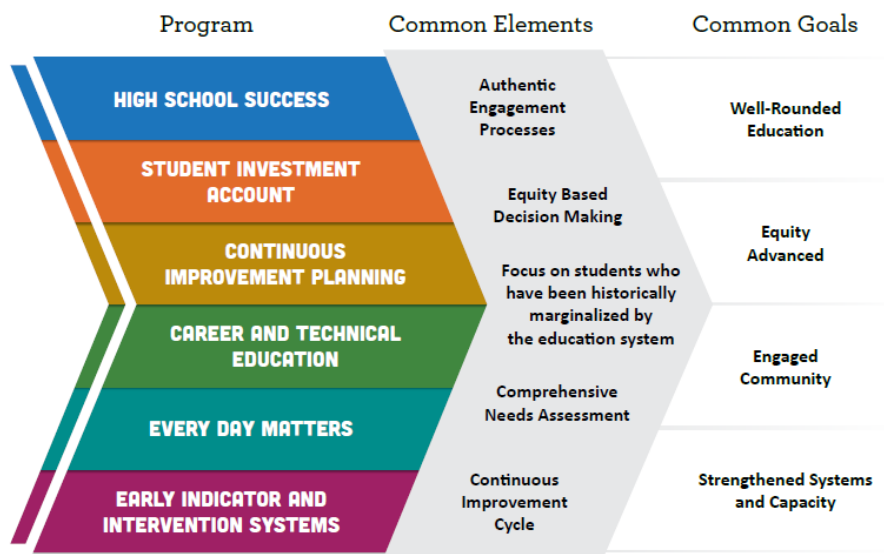 Program
Common Elements
Common Goals
HIGH SCHOOL SUCCESS
STUDENT INVESTMENT
ACCOUNT
CONTINUOUS
IMPROVEMENT PLANNING
CAREER AND TECHNICAL
EDUCATION
EVERY DAY MATTERS
EARLY INDICATOR AND
INTERVENTION SYSTEMS
Authentic
Engagement
Processes
Equity Based
Decision Making
Focus on students who
have been historically
marginalized by
the education system
Comprehensive
Needs Assessment
Continuous
Improvement
Cycle
Well-Rounded
Education
Equity
Advanced
Engaged
Community
Strengthened Systems
and Capacity